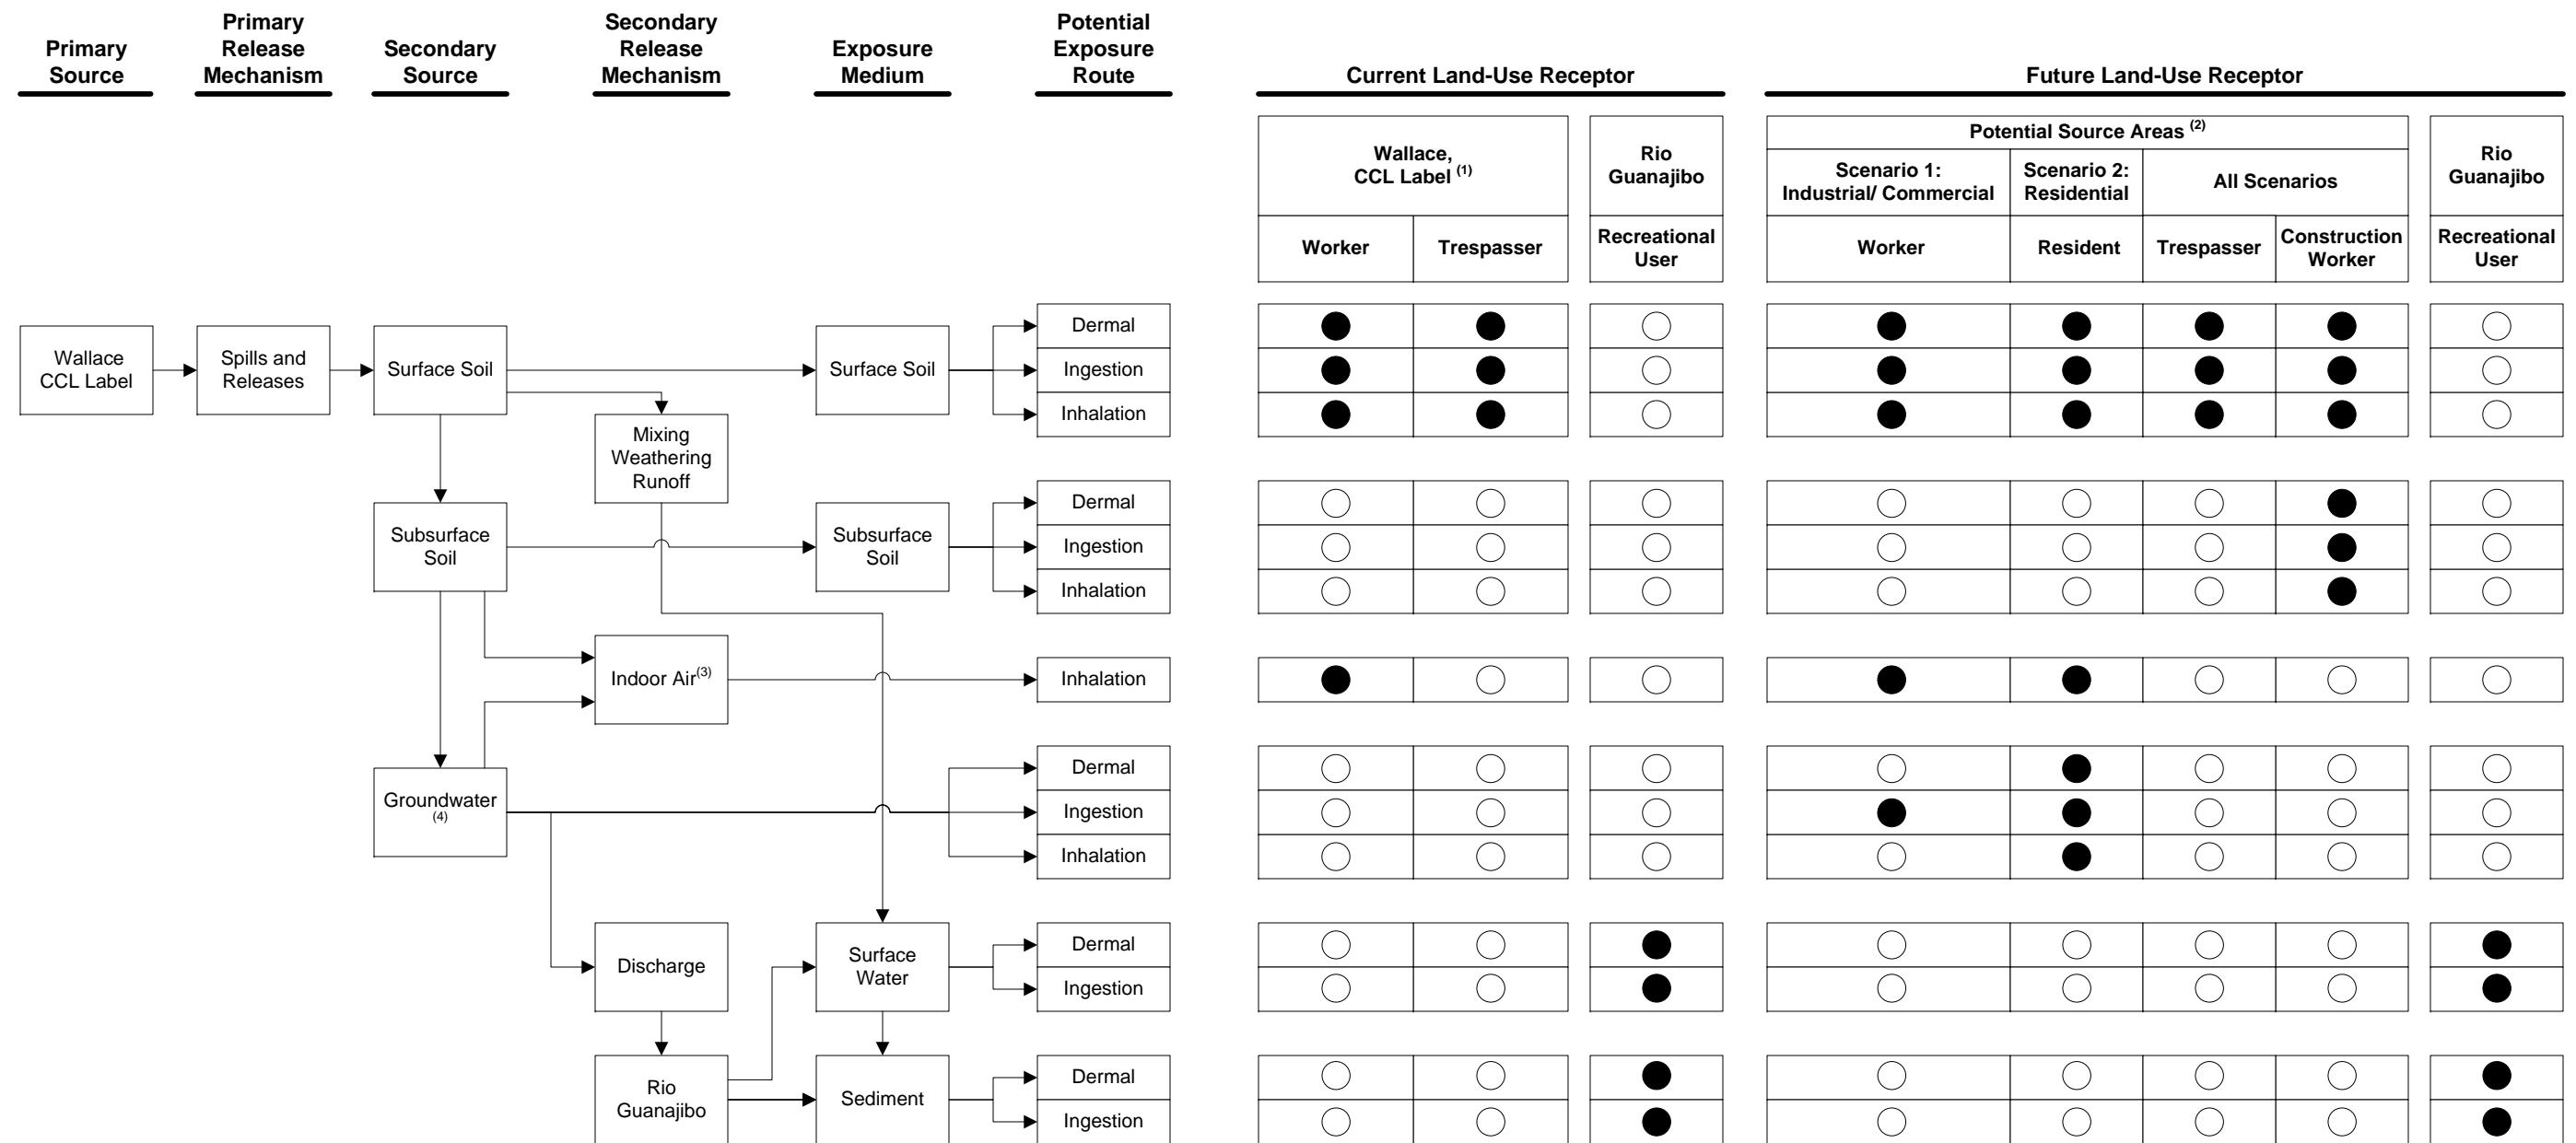 Primary
Source
Primary
Release
Mechanism
Secondary
Source
Secondary
Release
Mechanism
Exposure
Medium
Potential
Exposure
Route
Current Land-Use Receptor
Future Land-Use Receptor
Wallace,
CCL Label (1)
Rio
Guanajibo
Potential Source Areas (2)
Scenario 1:
Industrial/ Commercial
Scenario 2:
Residential
All Scenarios
Rio
Guanajibo
Worker
Trespasser
Recreational
User
Worker
Resident
Trespasser
Construction
Worker
Recreational
User
Wallace
CCL Label
Spills and
Releases
Surface Soil
Surface Soil
Dermal
Ingestion
Inhalation
Mixing
Weathering
Runoff
Subsurface
Soil
Subsurface
Soil
Dermal
Ingestion
Inhalation
Indoor Air(3)
Inhalation
Groundwater
(4)
Dermal
Ingestion
Inhalation
Discharge
Surface
Water
Dermal
Ingestion
Rio
Guanajibo
Sediment
Dermal
Ingestion